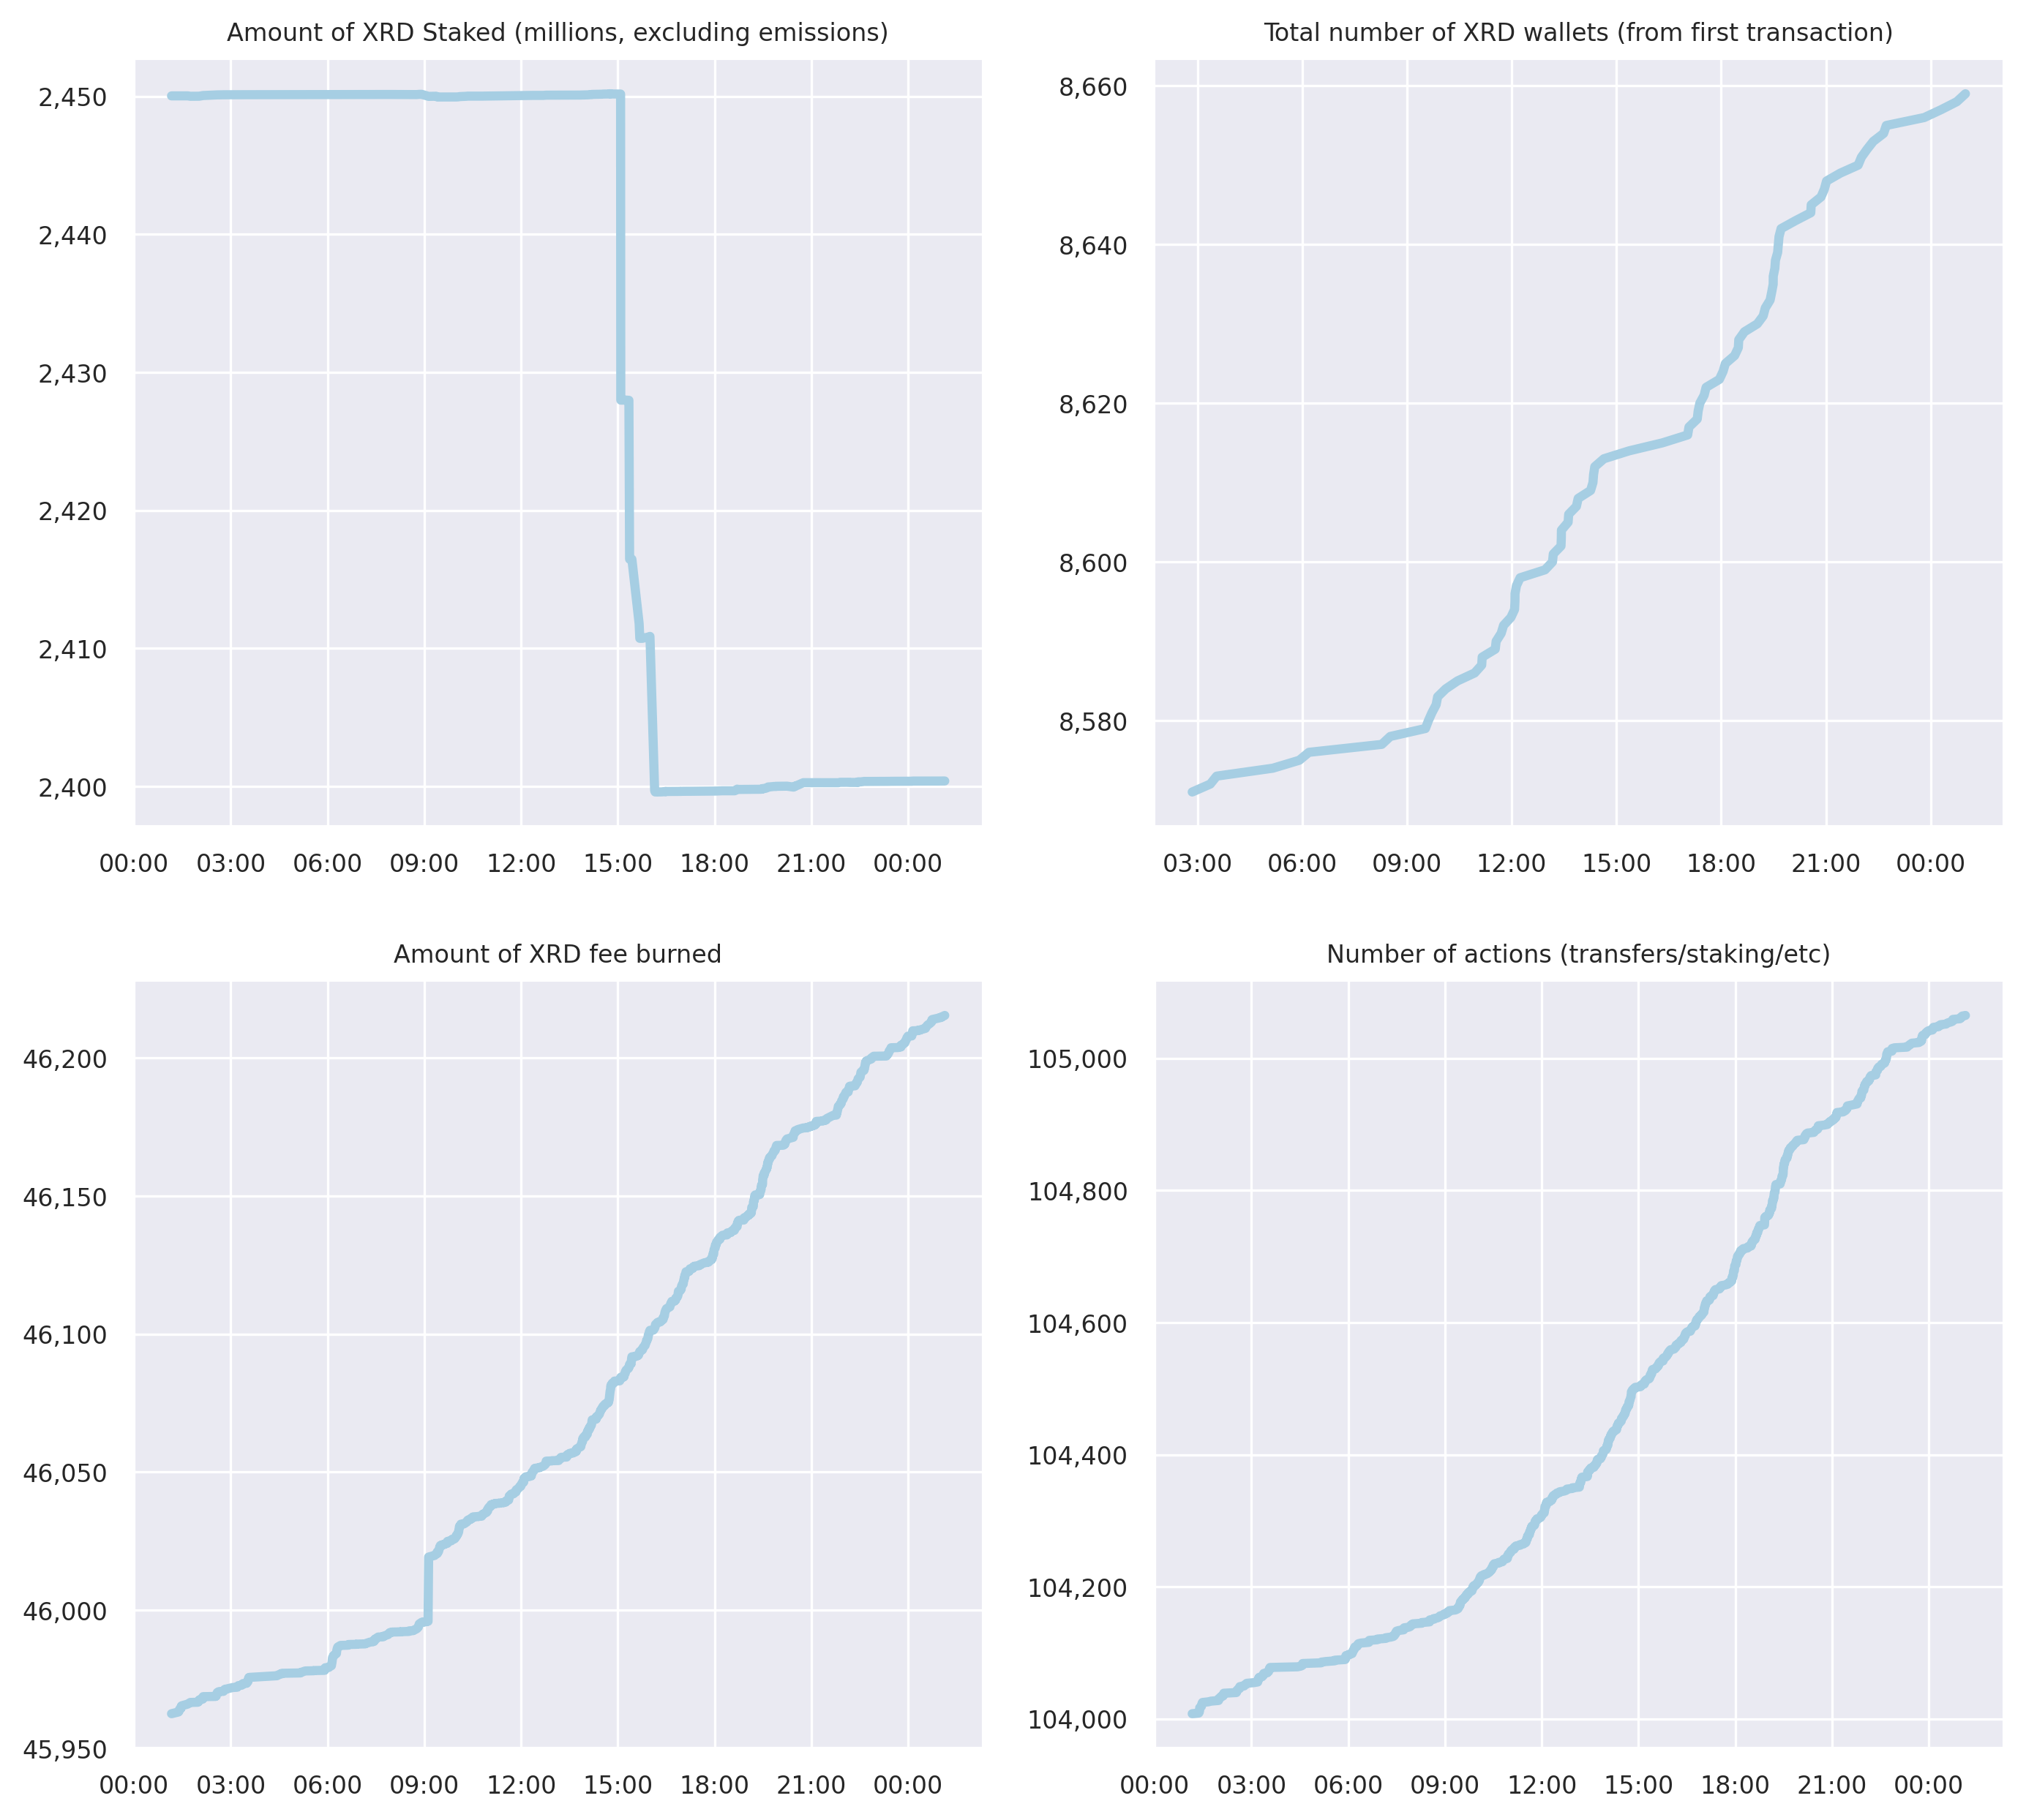 Amount of XRD Staked (millions, excluding emissions)
2,450
2,440
2,430
2,420
2,410
2,400
00:00 03:00 06:00 09:00 12:00 15:00 18:00 21:00 00:00
Total number of XRD wallets (from first transaction)
8,660
8,640
8,620
8,600
8,580
03:00 06:00 09:00 12:00 15:00 18:00 21:00 00:00
Amount of XRD fee burned
46,200
46,150
46,100
46,050
46,000
45,950
00:00 03:00 06:00 09:00 12:00 15:00 18:00 21:00 00:00
Number of actions (transfers/staking/etc)
105,000
104,800
104,600
104,400
104,200
104,000
00:00 03:00 06:00 09:00 12:00 15:00 18:00 21:00 00:00